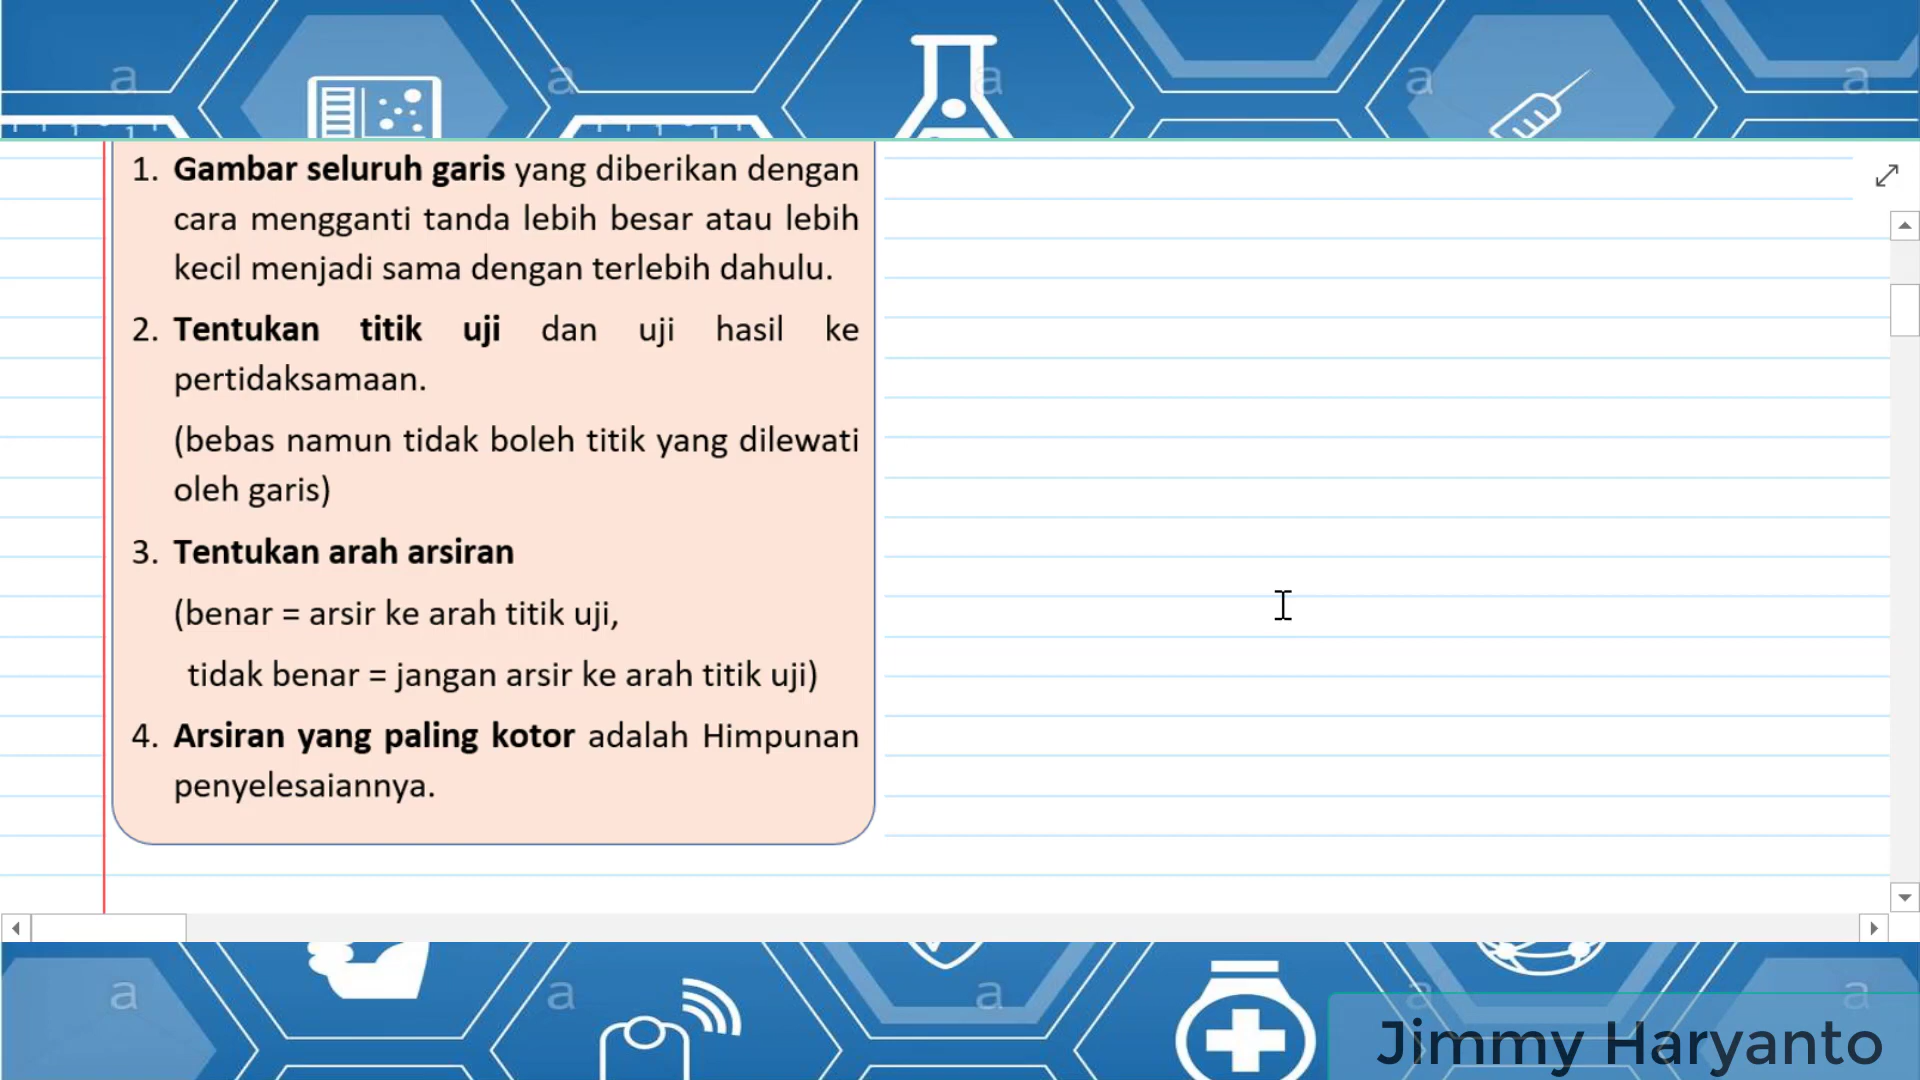 a a a a a
1. Gambar seluruh garis yang diberikan dengan
cara mengganti tanda lebih besar atau lebih
kecil menjadi sama dengan terlebih dahulu.
2. Tentukan titik uji dan uji hasil ke
pertidaksamaan.
(bebas namun tidak boleh titik yang dilewati
oleh garis)
3. Tentukan arah arsiran
(benar = arsir ke arah titik uji,
tidak benar = jangan arsir ke arah titik uji)
4. Arsiran yang paling kotor adalah Himpunan
penyelesaiannya.
a a a a a
Jimmy Haryanto